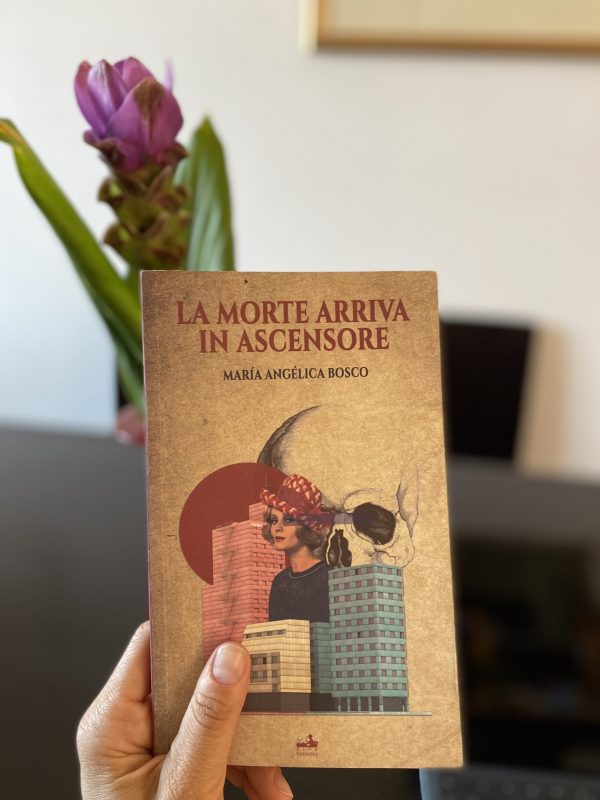 LA MORTE ARRIVA
IN ASCENSORE
MARÍA ANGÉLICA BOSCO